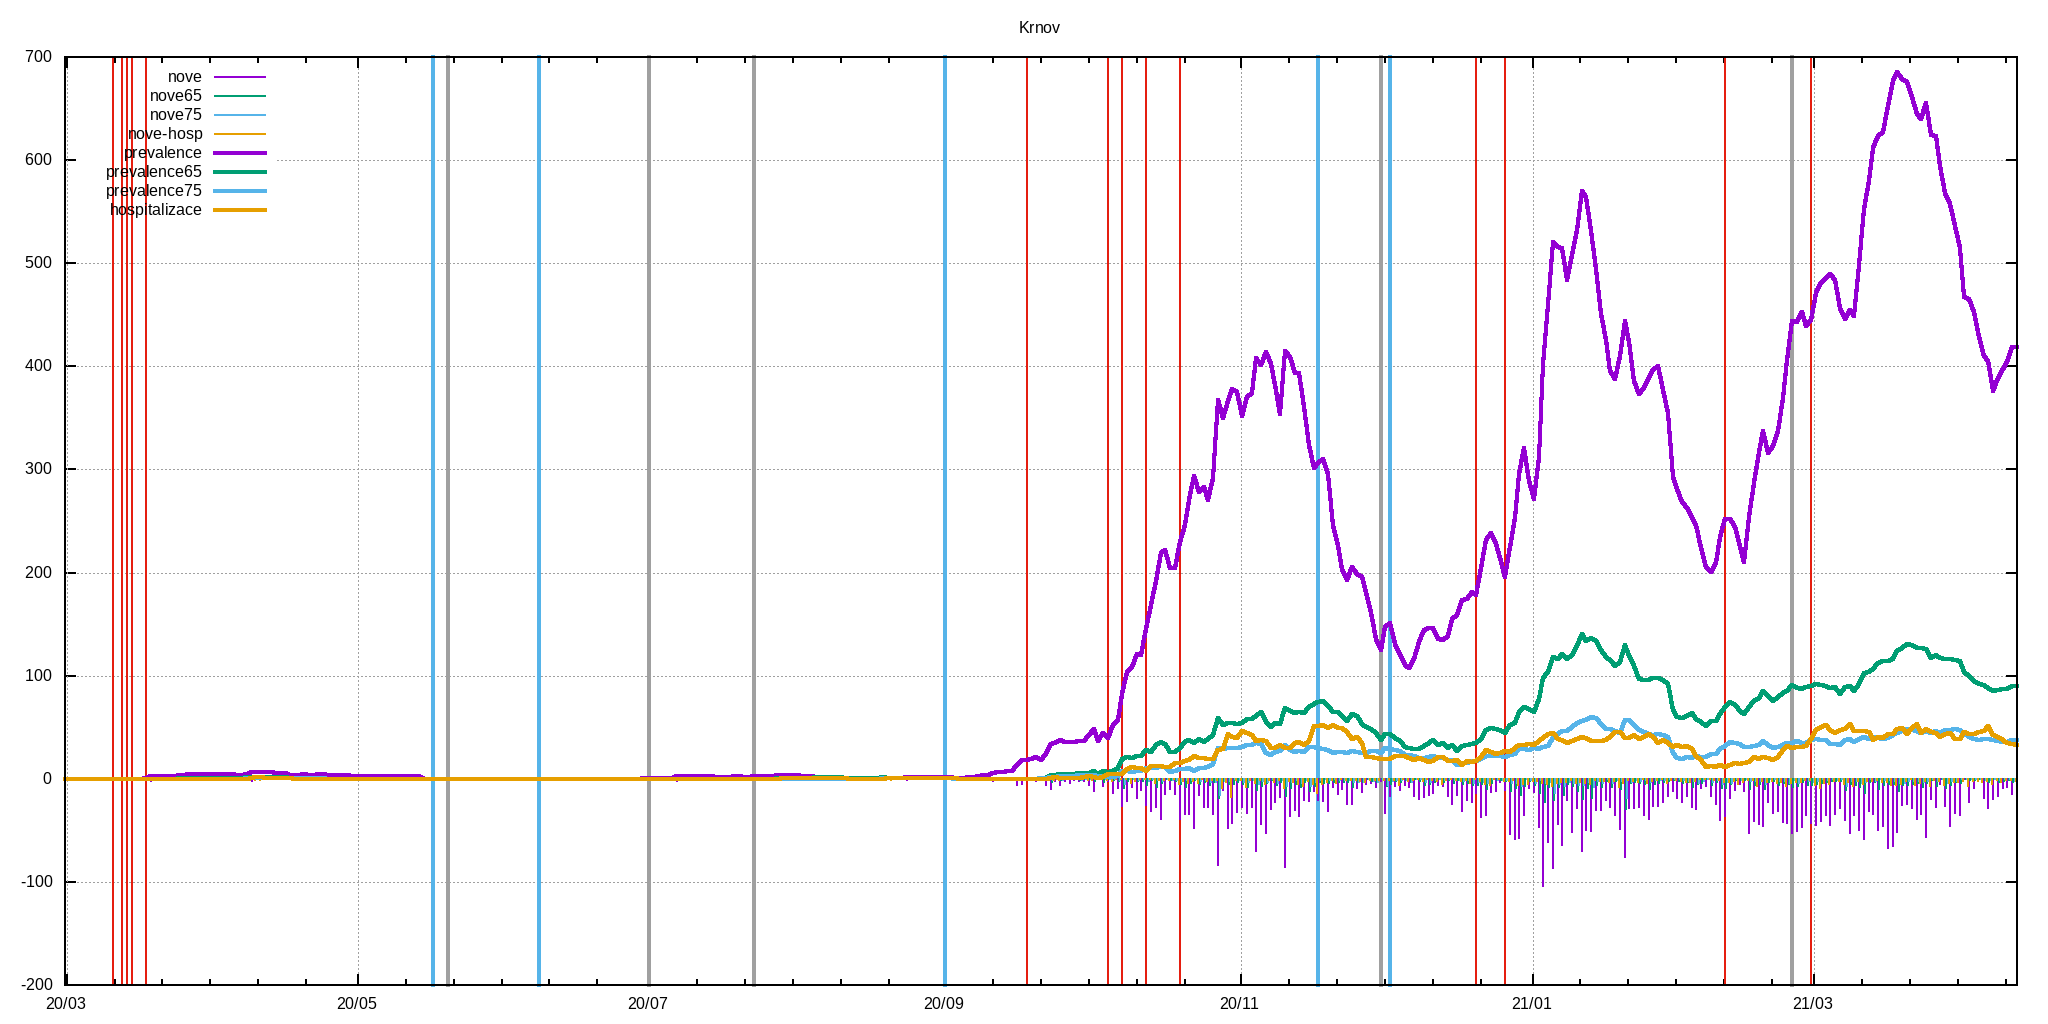 Krnov
700
600
500
400
300
200
100
0
-100
-200
nove
nove65
nove75
nove-hosp
prevalence
prevalence65
prevalence75
hospitalizace
20/03 20/05 20/07 20/09 20/11 21/01 21/03